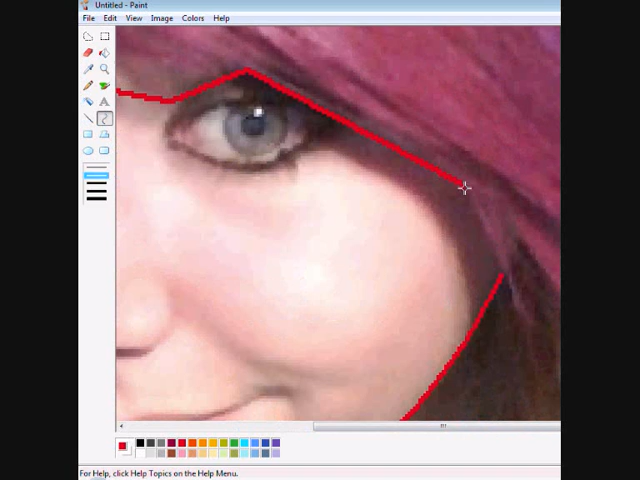 Untitled - Paint
File Edit View Image Colors Help
A
For Help, click Help Topics on the Help Menu.